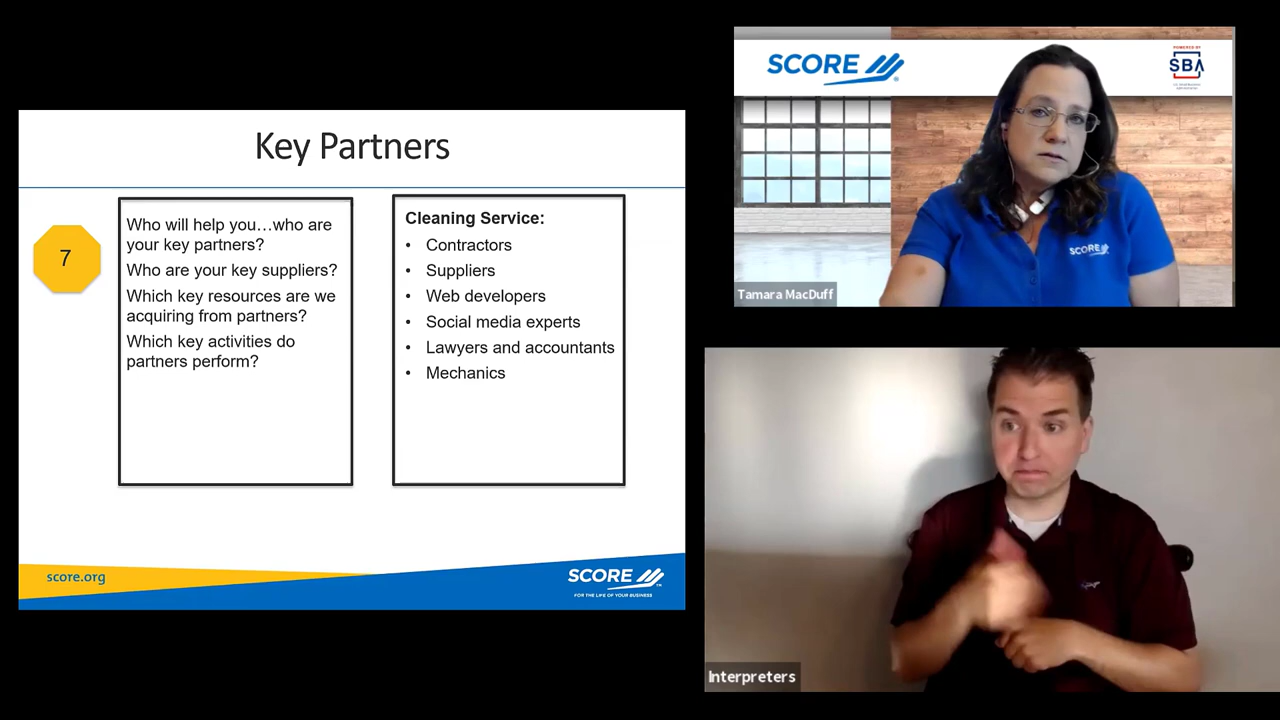 Key Partners
7
Who will help you…who are
your key partners?
Who are your key suppliers?
Which key resources are we
acquiring from partners?
Which key activities do
partners perform?
Cleaning Service:
• Contractors
• Suppliers
• Web developers
• Social media experts
• Lawyers and accountants
• Mechanics
score.org
SCORE
FOR THE LIFE OF YOUR BUSINESS
SCORE
POWERED BY
SBA
SCORE
Tamara MacDuff
Interpreters